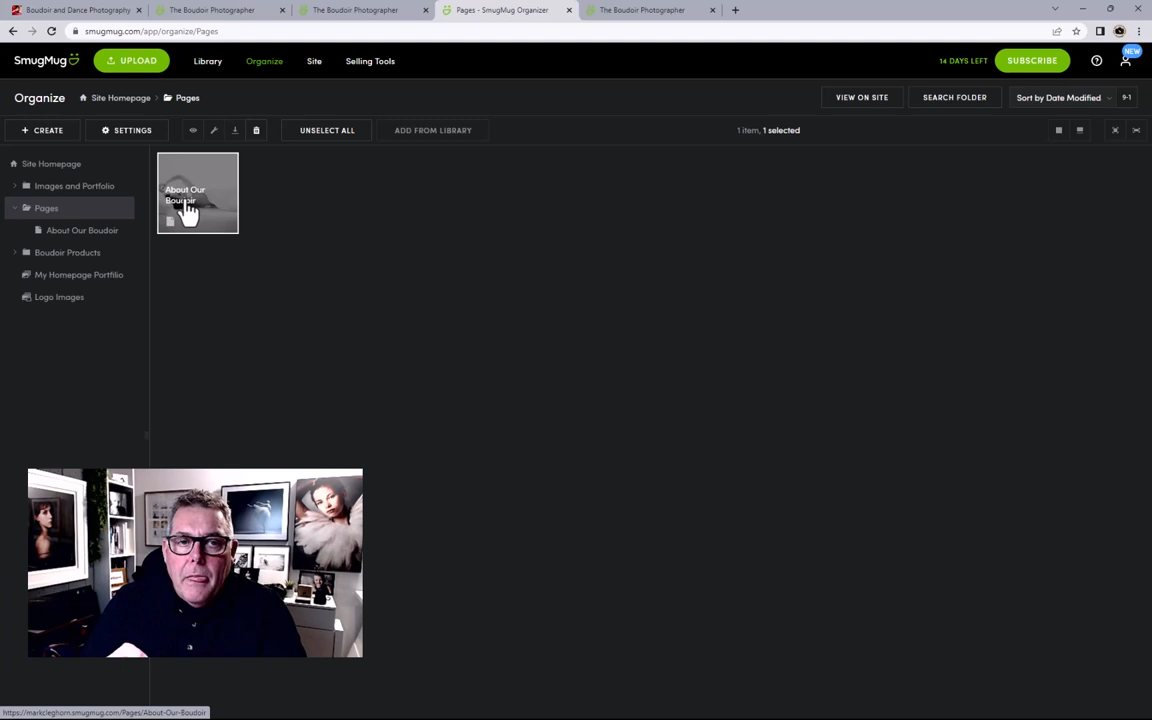 Boudoir and Dance Photography
The Boudoir Photographer
The Boudoir Photographer
Pages - SmugMug Organizer
The Boudoir Photographer
smugmug.com/app/organize/Pages
SmugMug
UPLOAD
Library
Organize
Site
Selling Tools
14 DAYS LEFT
SUBSCRIBE
NEW
Organize
Site Homepage
Pages
VIEW ON SITE
SEARCH FOLDER
Sort by Date Modified
9-1
CREATE
SETTINGS
UNSELECT ALL
ADD FROM LIBRARY
1 item, 1 selected
Site Homepage
Images and Portfolio
Pages
About Our Boudoir
Boudoir Products
My Homepage Portfilio
Logo Images
About Our
Boudoir
https://markcleghorn.smugmug.com/Pages/About-Our-Boudoir